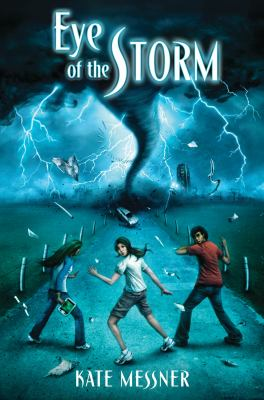 Eye
of the STORM
KATE MESSNER